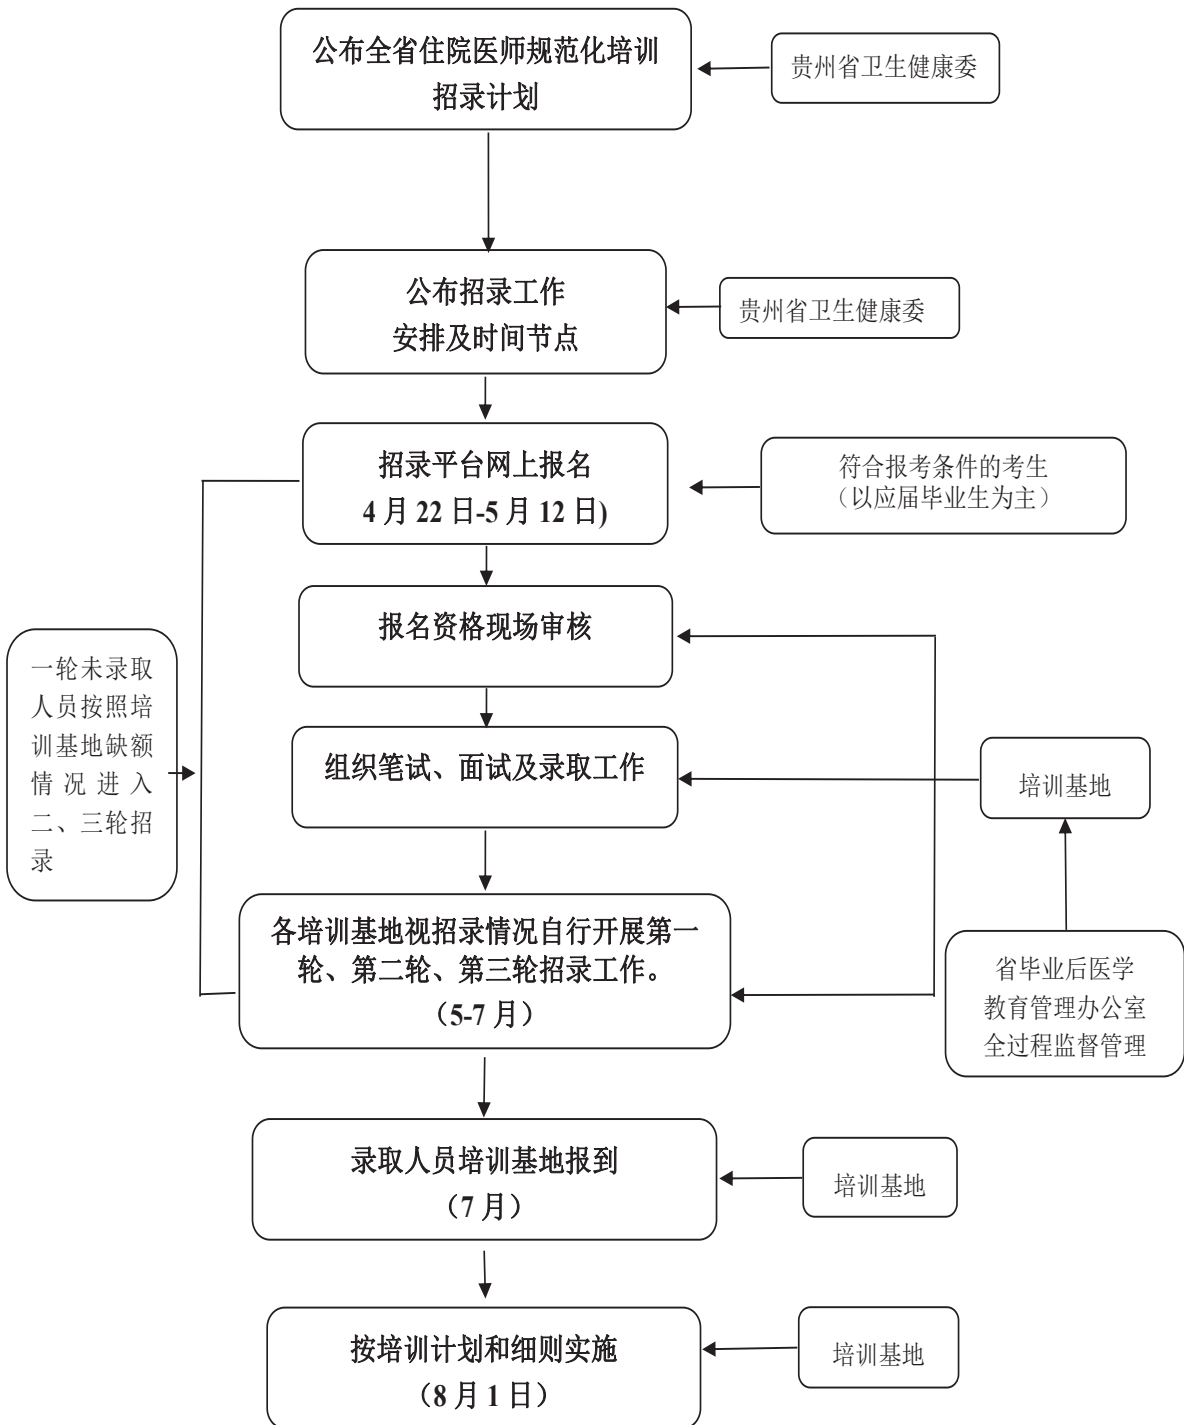 公布全省住院医师规范化培训
招录计划
贵州省卫生健康委
公布招录工作
安排及时间节点
贵州省卫生健康委
招录平台网上报名
4 月 22 日-5 月 12 日)
符合报考条件的考生
（以应届毕业生为主）
报名资格现场审核
一轮未录取
人员按照培
训基地缺额
情况进入
二、三轮招
录
组织笔试、面试及录取工作
培训基地
各培训基地视招录情况自行开展第一
轮、第二轮、第三轮招录工作。
（5-7 月）
省毕业后医学
教育管理办公室
全过程监督管理
录取人员培训基地报到
（7 月）
培训基地
按培训计划和细则实施
（8 月 1 日）
培训基地